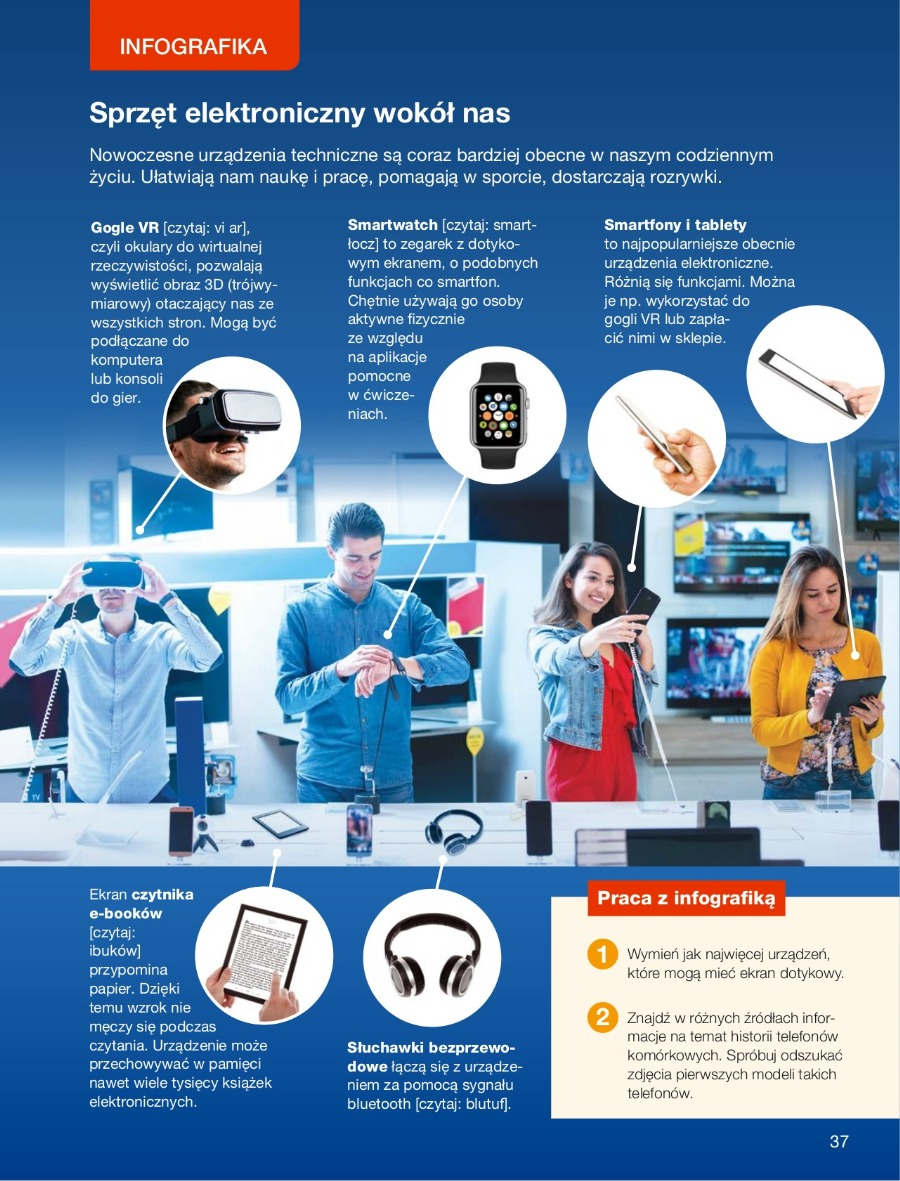 INFOGRAFIKA
Sprzęt elektroniczny wokół nas
Nowoczesne urządzenia techniczne są coraz bardziej obecne w naszym codziennym
życiu. Ułatwiają nam naukę i pracę, pomagają w sporcie, dostarczają rozrywki.
Gogle VR [czytaj: vi ar],
czyli okulary do wirtualnej
rzeczywistości, pozwalają
wyświetlić obraz 3D (trójwy-
miarowy) otaczający nas ze
wszystkich stron. Mogą być
podłączane do
komputera
lub konsoli
do gier.
Smartwatch [czytaj: smart-
łocz] to zegarek z dotyko-
wym ekranem, o podobnych
funkcjach co smartfon.
Chętnie używają go osoby
aktywne fizycznie
ze względu
na aplikacje
pomocne
w ćwicze-
niach.
Smartfony i tablety
to najpopularniejsze obecnie
urządzenia elektroniczne.
Różnią się funkcjami. Można
je np. wykorzystać do
gogli VR lub zapła-
cić nimi w sklepie.
Ekran czytnika
e-booków
[czytaj:
ibuków]
przypomina
papier. Dzięki
temu wzrok nie
męczy się podczas
czytania. Urządzenie może
przechowywać w pamięci
nawet wiele tysięcy książek
elektronicznych.
Słuchawki bezprzewo-
dowe łączą się z urządze-
niem za pomocą sygnału
bluetooth [czytaj: blutuf].
Praca z infografiką
1 Wymień jak najwięcej urządzeń,
które mogą mieć ekran dotykowy.
2 Znajdź w różnych źródłach infor-
macje na temat historii telefonów
komórkowych. Spróbuj odszukać
zdjęcia pierwszych modeli takich
telefonów.
37